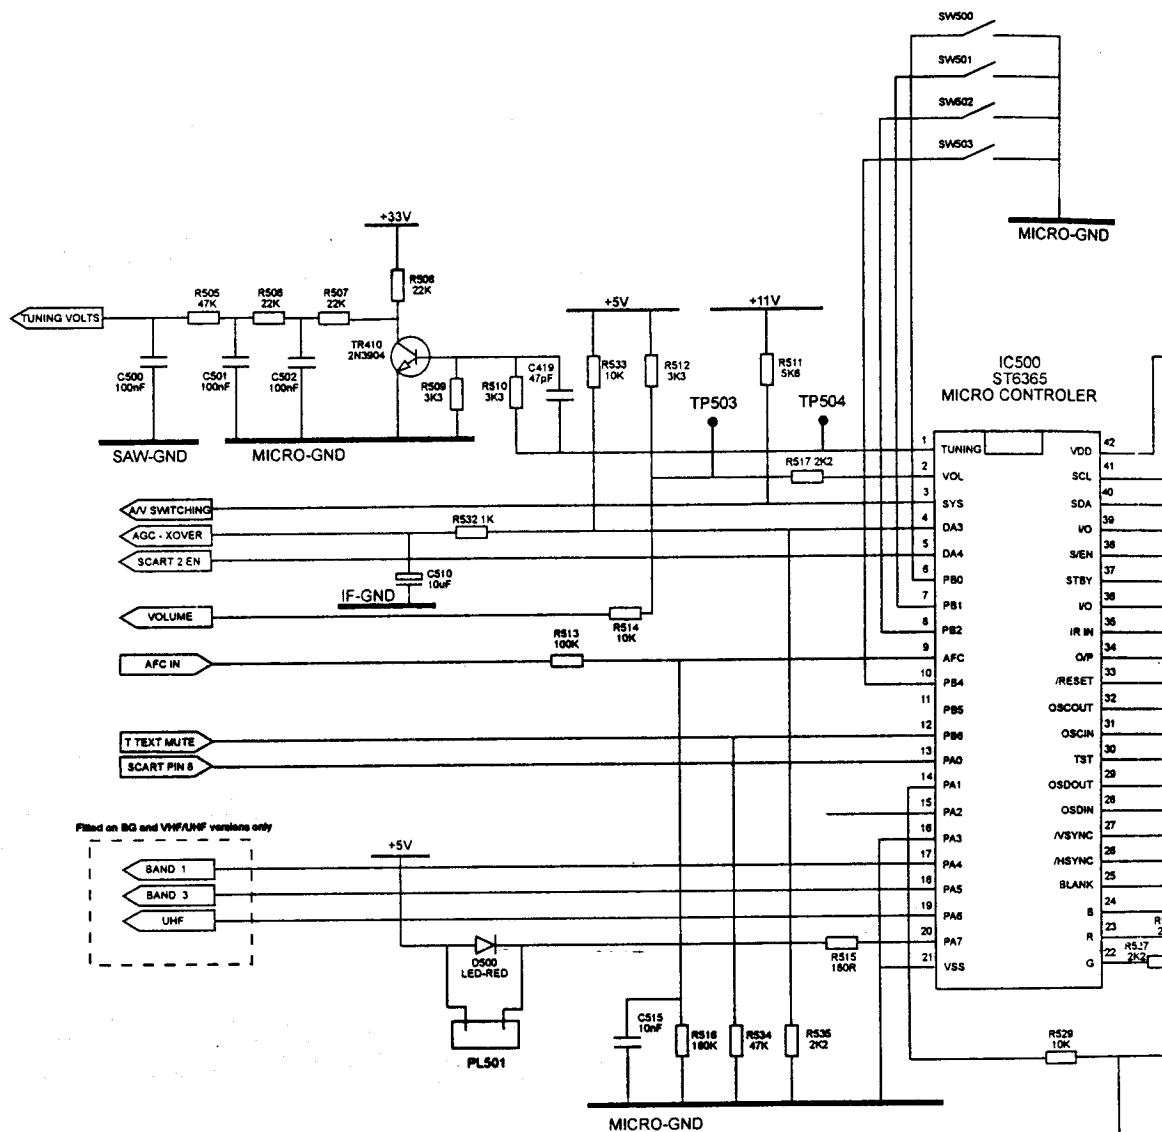 SW500
SW501
SW502
SW503
MICRO-GND
+33V
R506
22K
R505
47K
R506
22K
R507
22K
TUNING VOLTS
TR410
2N3904
C500
100nF
C501
100nF
C502
100nF
R509
3K3
R510
3K3
C419
47pF
SAW-GND
MICRO-GND
+5V
R533
10K
R512
3K3
+11V
R511
5K6
TP503
TP504
R517 2K2
IC500
ST6365
MICRO CONTROLER
A/V SWITCHING
AGC - XOVER
SCART 2 EN
R532 1K
C510
10uF
IF-GND
VOLUME
R514
10K
R513
100K
AFC IN
T TEXT MUTE
SCART PIN 8
1 TUNING
2 VOL
3 SYS
4 DA3
5 DA4
6 PB0
7 PB1
8 PB2
9 AFC
10 PB4
11 PB5
12 PB6
13 PA0
14 PA1
15 PA2
16 PA3
17 PA4
18 PA5
19 PA6
20 PA7
21 VSS
VDD 42
SCL 41
SDA 40
I/O 39
S/EN 38
STBY 37
I/O 36
IR IN 35
O/P 34
/RESET 33
OSCOUT 32
OSCIN 31
TST 30
OSDOUT 29
OSDIN 28
/VSYNC 27
/HSYNC 26
BLANK 25
B 24
R 23
G 22
R527
2K2
Fitted on BG and VHF/UHF versions only
BAND 1
BAND 3
UHF
+5V
D500
LED-RED
PL501
R515
180R
C515
10nF
R516
180K
R534
47K
R535
2K2
R529
10K
MICRO-GND